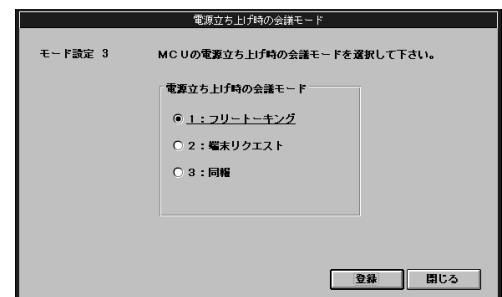 電源立ち上げ時の会議モード
モード設定 3
MCUの電源立ち上げ時の会議モードを選択して下さい。
電源立ち上げ時の会議モード
1：フリートーキング
2：端末リクエスト
3：同報
登録
閉じる